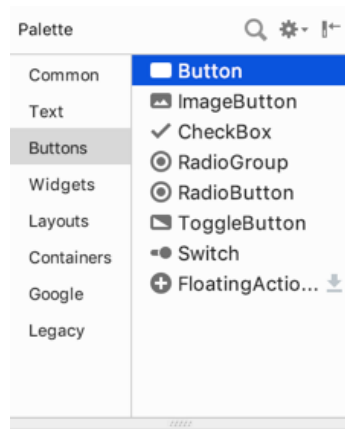 Palette
Common
Text
Buttons
Widgets
Layouts
Containers
Google
Legacy
Button
ImageButton
CheckBox
RadioGroup
RadioButton
ToggleButton
Switch
FloatingActio...